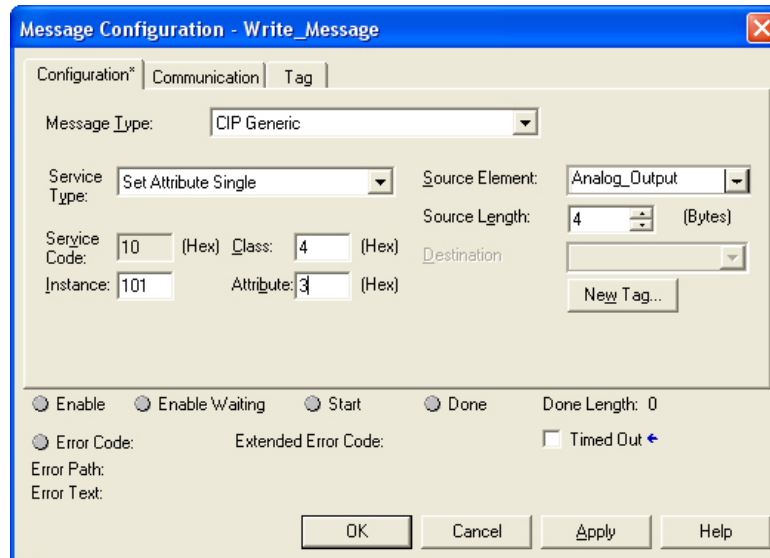 Message Configuration - Write_Message
Configuration* Communication Tag
Message Type: CIP Generic
Service Type: Set Attribute Single
Source Element: Analog_Output
Source Length: 4 (Bytes)
Service Code: 10 (Hex) Class: 4 (Hex)
Destination
Instance: 101 Attribute: 3 (Hex)
New Tag...
Enable Enable Waiting Start Done Done Length: 0
Error Code: Extended Error Code: Timed Out
Error Path:
Error Text:
OK Cancel Apply Help